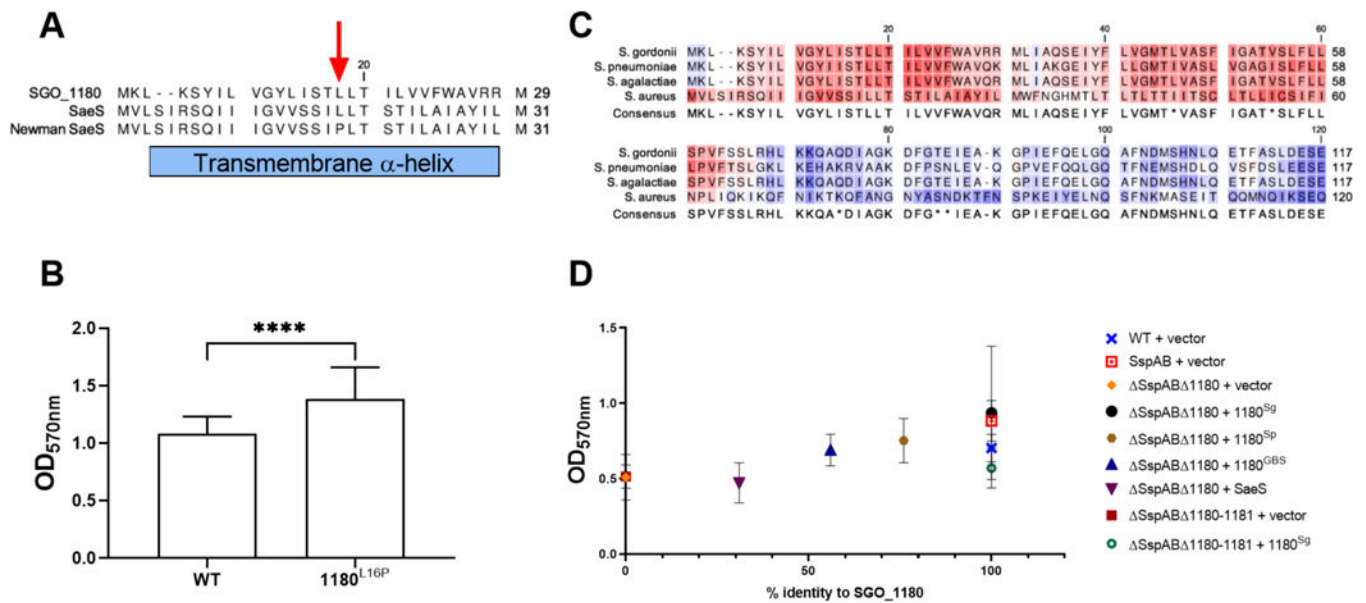 A
20
SGO_1180 MKL--KSYIL VGYLISTLLT ILVVFWAVRR M 29
SaeS MVLSIRSQII IGVVSSILLT STILAIAYIL M 31
Newman SaeS MVLSIRSQII IGVVSSIPLT STILAIAYIL M 31
Transmembrane α-helix
B
2.0
1.5
1.0
0.5
0.0
OD570nm
****
WT
1180L16P
C
20 40 60
S. gordonii MKL--KSYIL VGYLISTLLT ILVVFWAVRR MLIAQSEIYF LVGMTLVASF IGATVSLFLL 58
S. pneumoniae MKL--KSYIL VGYIISTLLT ILVVFWAVQK MLIAKGEIYF LLGMTIVASF IGAGISLFLL 58
S. agalactiae MKL--KSYIL VGYLISTLLT ILVVFWAVQR MLIAQSEIYF LVGMTLVASF IGATVSLFLL 58
S. aureus MVLSIRSQII IGVVSSILLT STILAIAYIL MWFNGHMTLT LTLTTIITSC LTLLICSIFI 60
Consensus MKL-KSYIL VGYLISTLLT ILVVFWAVQR MLIAQSEIYF LVGMT*VASF IGAT*SLFLL
80 100 120
S. gordonii SPVFSSLRHL KKQAQDIAGK DFGTEIEA-K GPIEFQELGQ AFNDMSHNLQ ETFASLDESE 117
S. pneumoniae LPVFTSLGKL KEHAKRVAAK DFPSNLEV-Q GPVEFQQLGQ TFNEMSHDLQ VSFDSLEESE 117
S. agalactiae SPVFSSLRHL KKQAQDIAGK DFGTEIEA-K GPIEFQELGQ AFNDMSHNLQ ETFASLDESE 117
S. aureus NPLIQKIKQF NIKTKQFANG NYASNDKTFN SPKEIYELNQ SFNKMASEIT QQMNQIKSEQ 120
Consensus SPVFSSLRHL KKQA*DIAGK DFG**IEA-K GPIEFQELGQ AFNDMSHNLQ ETFASLDESE
D
1.5
1.0
0.5
0.0
OD570nm
0 50 100
% identity to SGO_1180
WT + vector
SspAB + vector
ΔSspABΔ1180 + vector
ΔSspABΔ1180 + 1180Sg
ΔSspABΔ1180 + 1180Sp
ΔSspABΔ1180 + 1180GBS
ΔSspABΔ1180 + SaeS
ΔSspABΔ1180-1181 + vector
ΔSspABΔ1180-1181 + 1180Sg